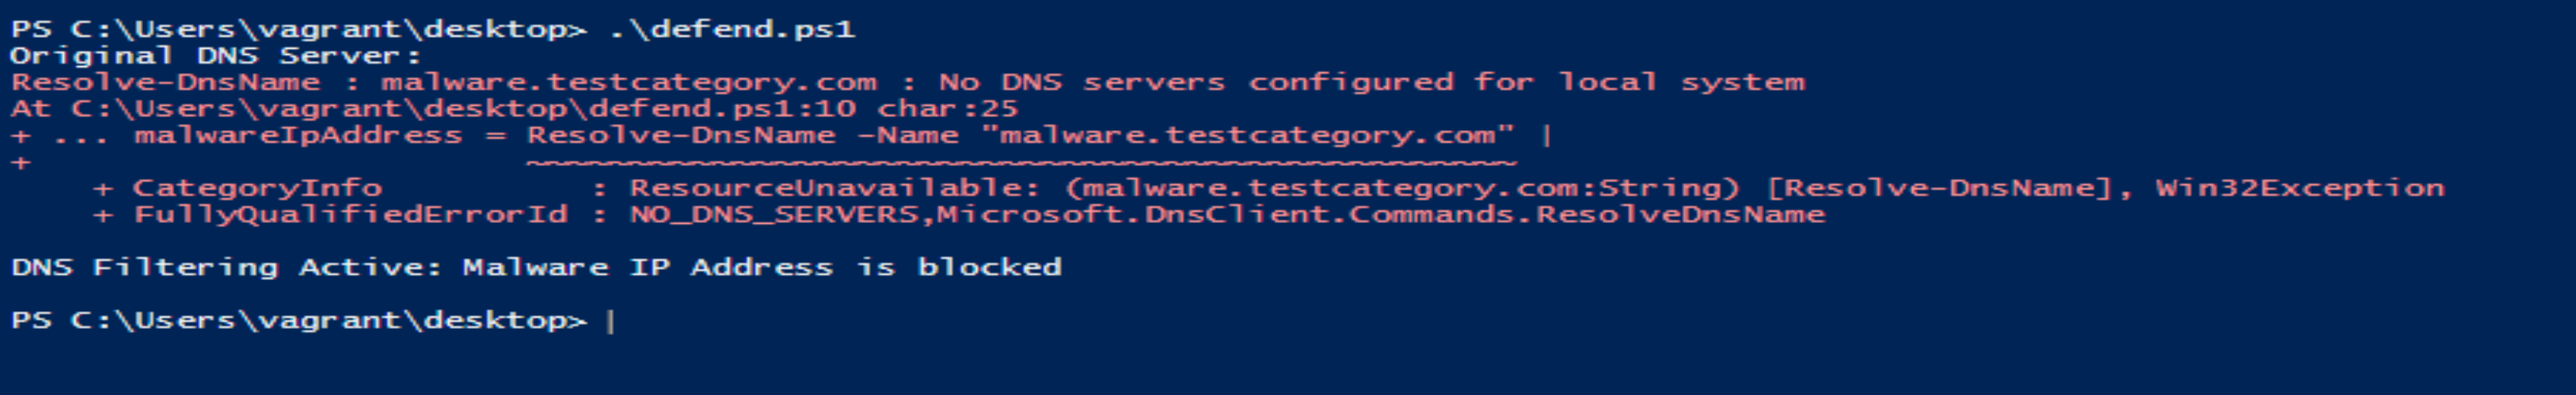 PS C:\Users\vagrant\desktop> .\defend.ps1
Original DNS Server:
Resolve-DnsName : malware.testcategory.com : No DNS servers configured for local system
At C:\Users\vagrant\desktop\defend.ps1:10 char:25
+ ... malwareIpAddress = Resolve-DnsName -Name "malware.testcategory.com" |
+                        ~~~~~~~~~~~~~~~~~~~~~~~~~~~~~~~~~~~~~~~~~~~~~~~~
    + CategoryInfo          : ResourceUnavailable: (malware.testcategory.com:String) [Resolve-DnsName], Win32Exception
    + FullyQualifiedErrorId : NO_DNS_SERVERS,Microsoft.DnsClient.Commands.ResolveDnsName
DNS Filtering Active: Malware IP Address is blocked
PS C:\Users\vagrant\desktop>